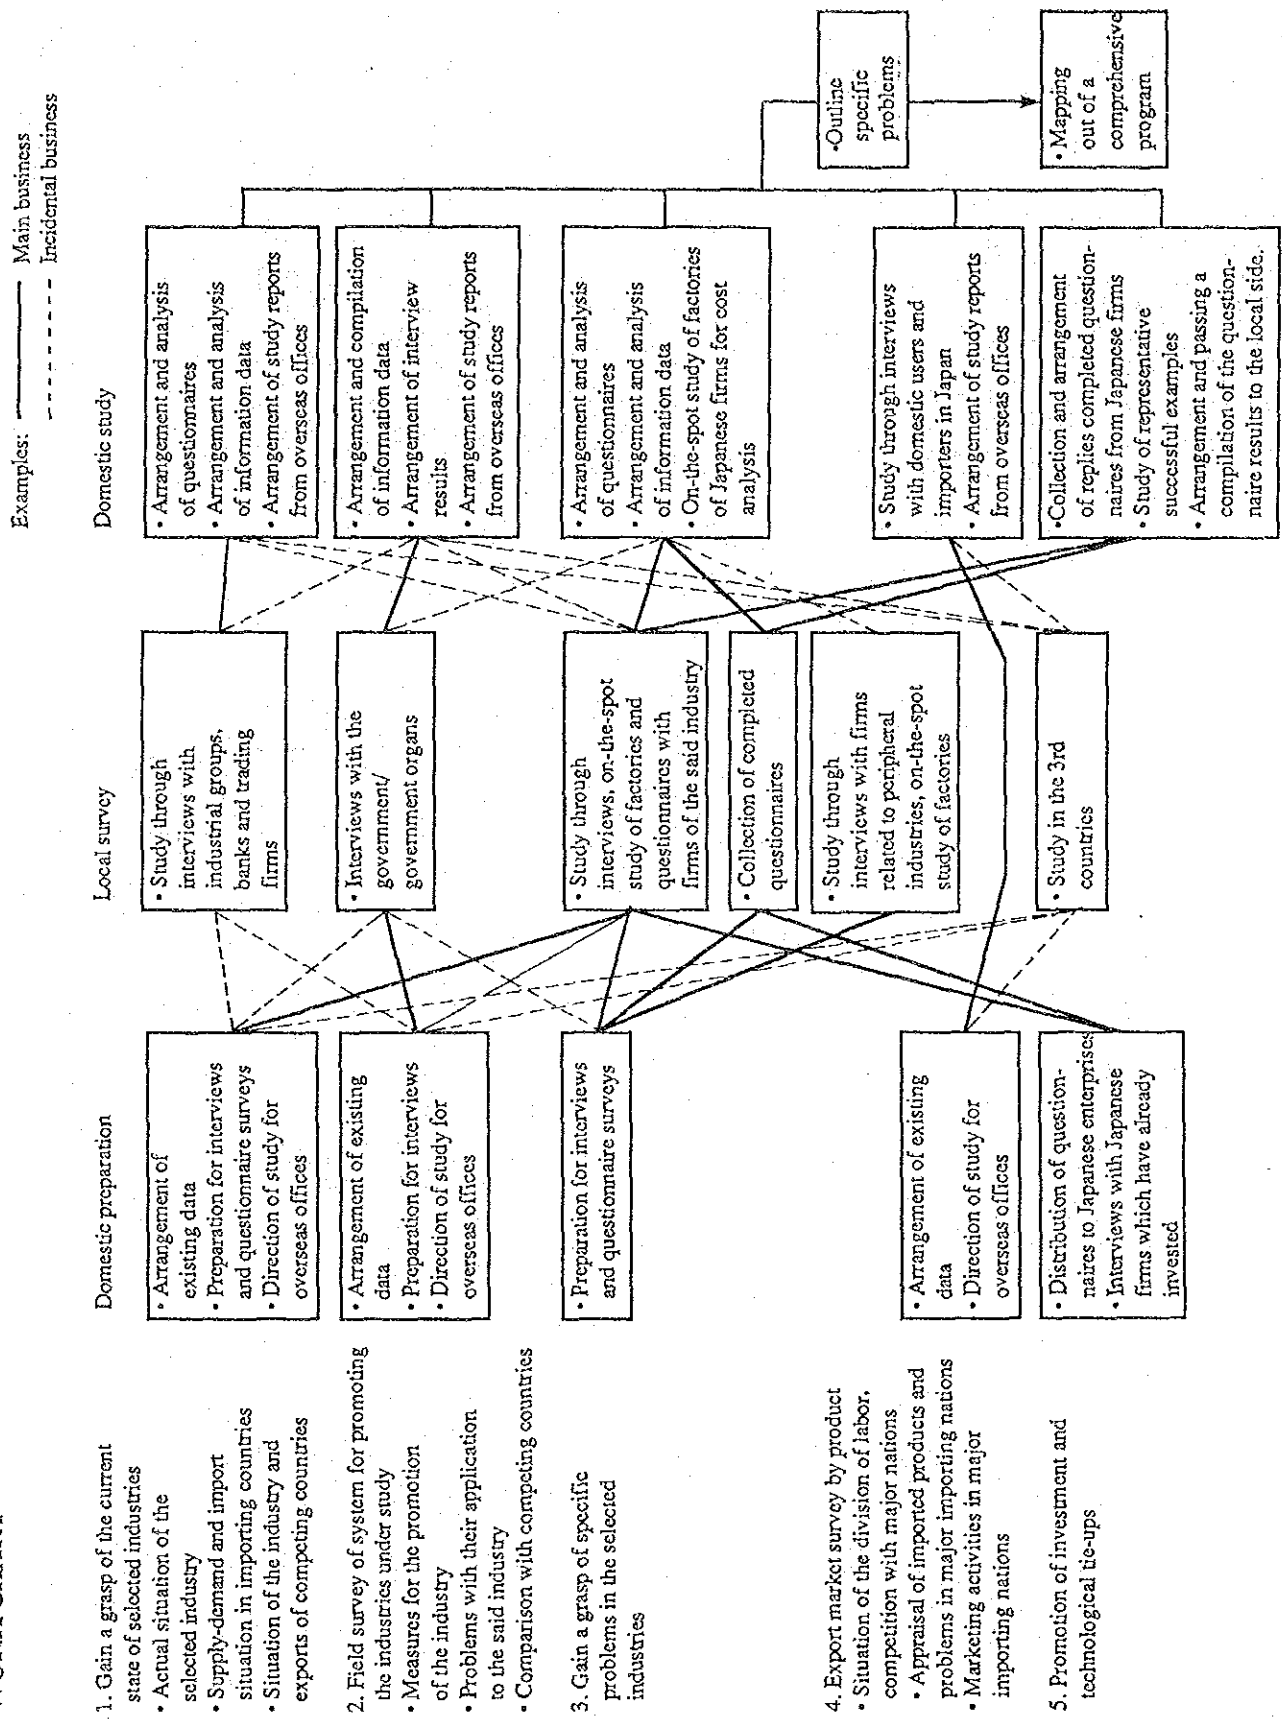 Examples: Main business
Incidental business
Domestic preparation
Local survey
Domestic study
1. Gain a grasp of the current
state of selected industries
• Actual situation of the
selected industry
• Supply-demand and import
situation in importing countries
• Situation of the industry and
exports of competing countries
• Arrangement of
existing data
• Preparation for interviews
and questionnaire surveys
• Direction of study for
overseas offices
• Study through
interviews with
industrial groups,
banks and trading
firms
• Arrangement and analysis
of questionnaires
• Arrangement and analysis
of information data
• Arrangement of study reports
from overseas offices
2. Field survey of system for promoting
the industries under study
• Measures for the promotion
of the industry
• Problems with their application
to the said industry
• Comparison with competing countries
• Arrangement of existing
data
• Preparation for interviews
• Direction of study for
overseas offices
• Interviews with the
government/
government organs
• Arrangement and compilation
of information data
• Arrangement of interview
results
• Arrangement of study reports
from overseas offices
3. Gain a grasp of specific
problems in the selected
industries
• Preparation for interviews
and questionnaire surveys
• Study through
interviews, on-the-spot
study of factories and
questionnaires with
firms of the said industry
• Collection of completed
questionnaires
• Study through
interviews with firms
related to peripheral
industries, on-the-spot
study of factories
• Arrangement and analysis
of questionnaires
• Arrangement and analysis
of information data
• On-the-spot study of factories
of Japanese firms for cost
analysis
4. Export market survey by product
• Situation of the division of labor,
competition with major nations
• Appraisal of imported products and
problems in major importing nations
• Marketing activities in major
importing nations
• Arrangement of existing
data
• Direction of study for
overseas offices
• Study in the 3rd
countries
• Study through interviews
with domestic users and
importers in Japan
• Arrangement of study reports
from overseas offices
5. Promotion of investment and
technological tie-ups
• Distribution of question-
naires to Japanese enterprises
• Interviews with Japanese
firms which have already
invested
•Collection and arrangement
of replies completed question-
naires from Japanese firms
• Study of representative
successful examples
• Arrangement and passing a
compilation of the question-
naire results to the local side.
•Outline
specific
problems
• Mapping
out of a
comprehensive
program